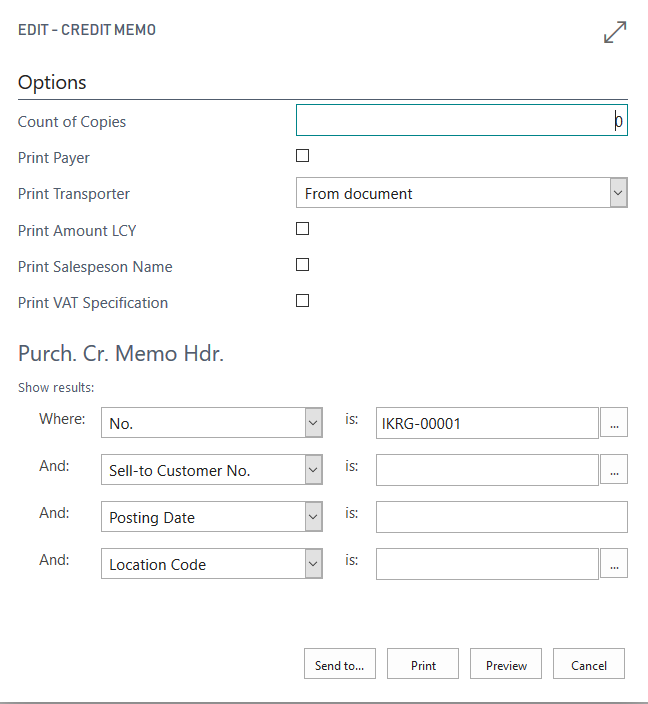 EDIT - CREDIT MEMO
Options
Count of Copies 0
Print Payer
Print Transporter From document
Print Amount LCY
Print Salespeson Name
Print VAT Specification
Purch. Cr. Memo Hdr.
Show results:
Where: No. is: IKRG-00001 ...
And: Sell-to Customer No. is: ...
And: Posting Date is:
And: Location Code is: ...
Send to... Print Preview Cancel